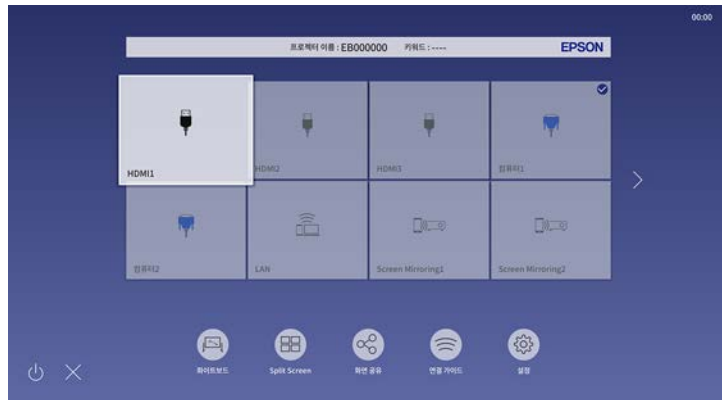 00:00
프로젝터 이름 : EB000000 키워드 : ---- EPSON
HDMI1 HDMI2 HDMI3 컴퓨터1
컴퓨터2 LAN Screen Mirroring1 Screen Mirroring2
화이트보드 Split Screen 화면 공유 연결 가이드 설정